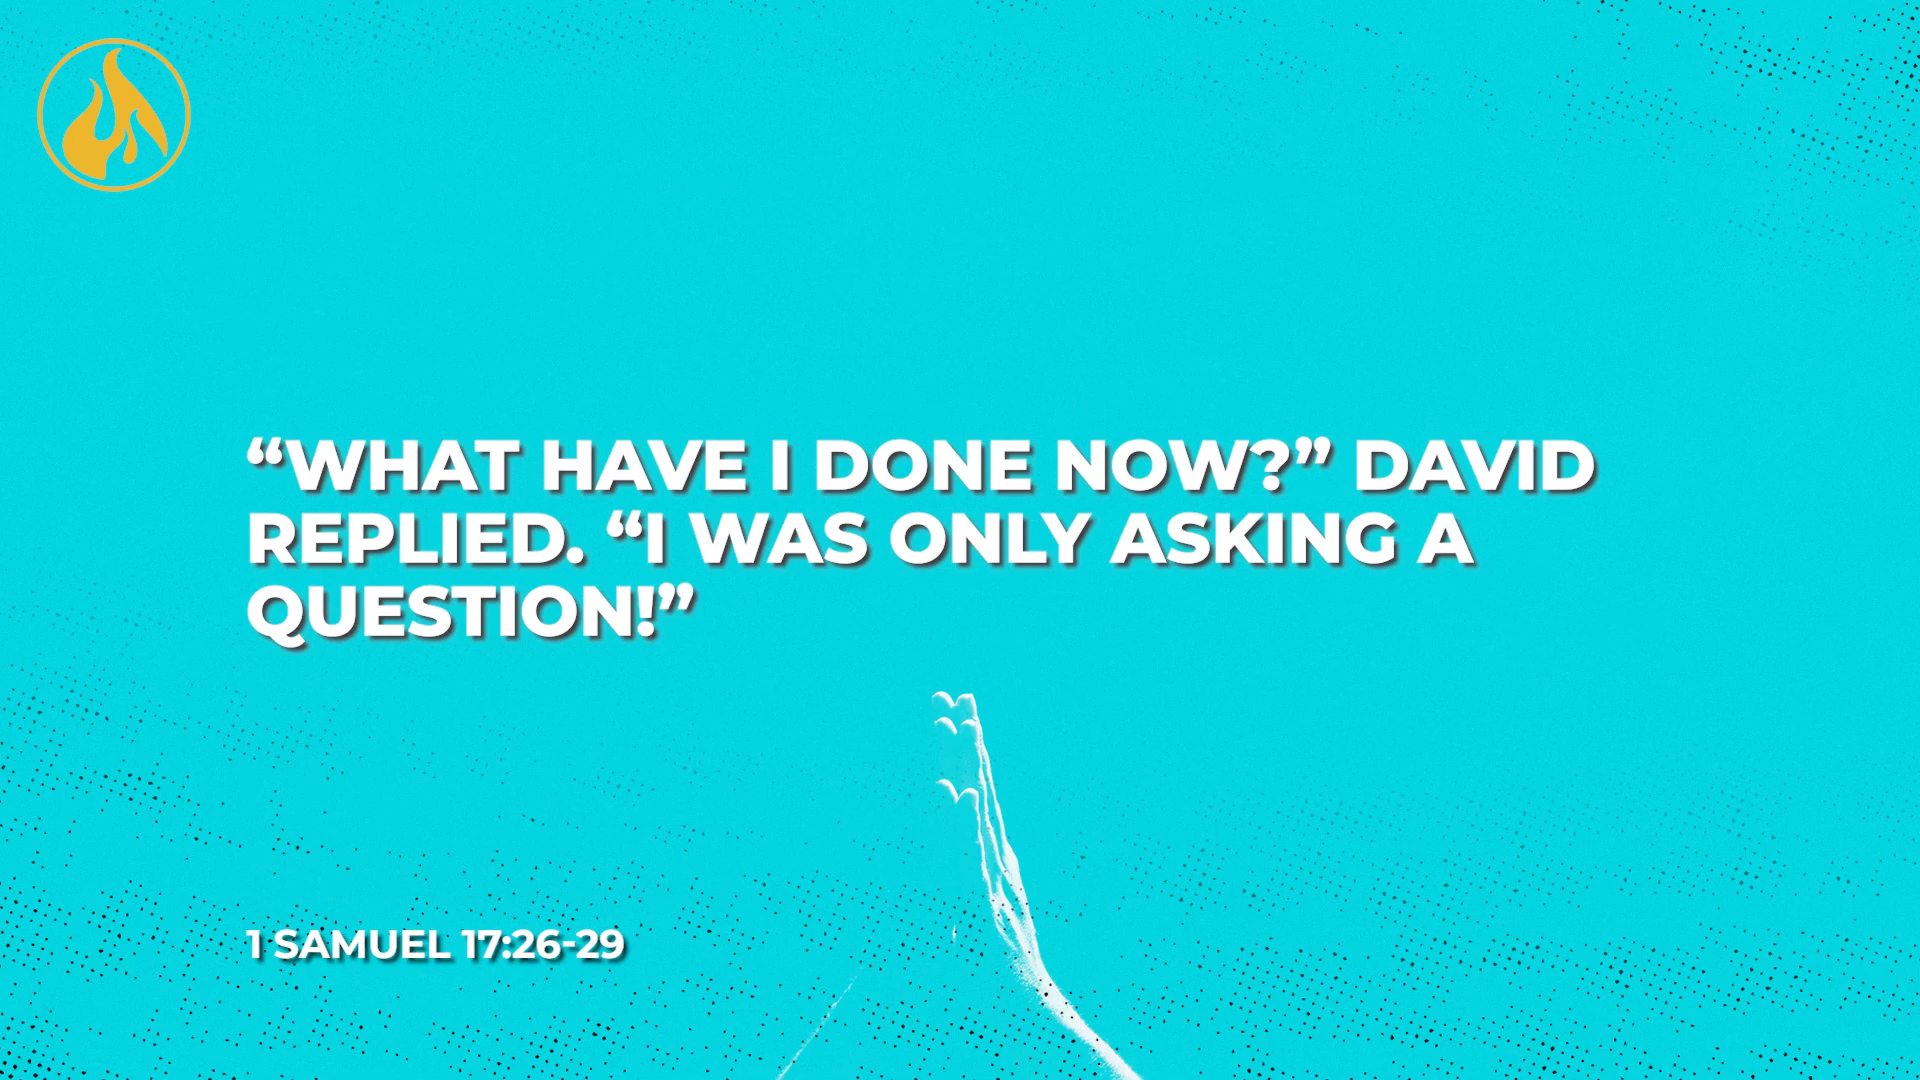 “WHAT HAVE I DONE NOW?” DAVID
REPLIED. “I WAS ONLY ASKING A
QUESTION!”
1 SAMUEL 17:26-29